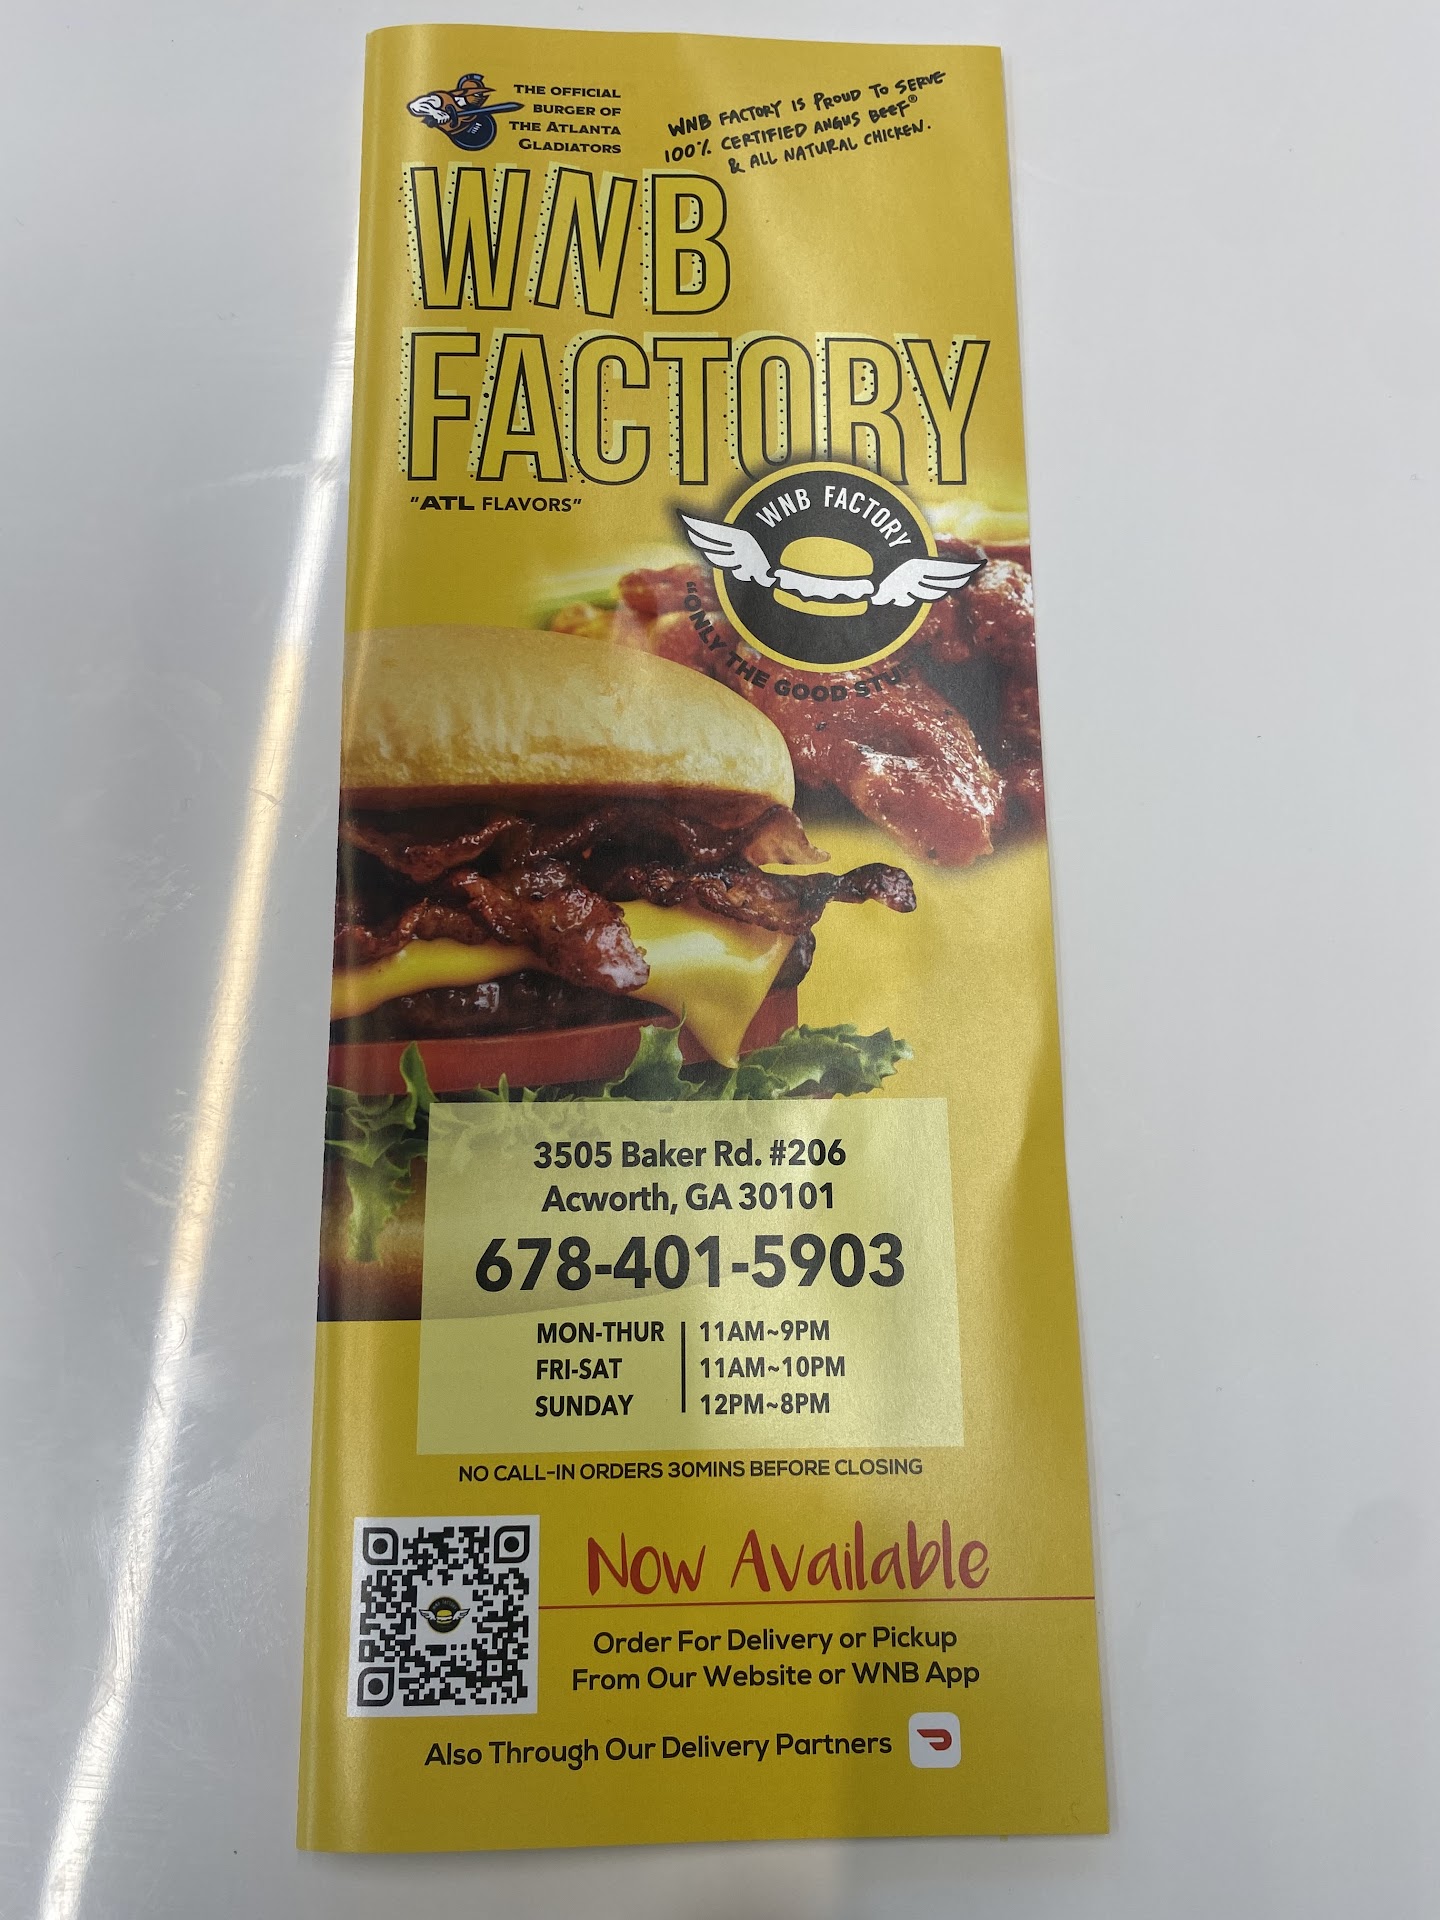 THE OFFICIAL
BURGER OF
THE ATLANTA
GLADIATORS
WNB FACTORY IS PROUD TO SERVE
100% CERTIFIED ANGUS BEEF®
& ALL NATURAL CHICKEN.
WNB
FACTORY
"ATL FLAVORS"
WNB FACTORY
"ONLY THE GOOD
3505 Baker Rd. #206
Acworth, GA 30101
678-401-5903
MON-THUR 11AM~9PM
FRI-SAT 11AM~10PM
SUNDAY 12PM~8PM
NO CALL-IN ORDERS 30MINS BEFORE CLOSING
Now Available
Order For Delivery or Pickup
From Our Website or WNB App
Also Through Our Delivery Partners